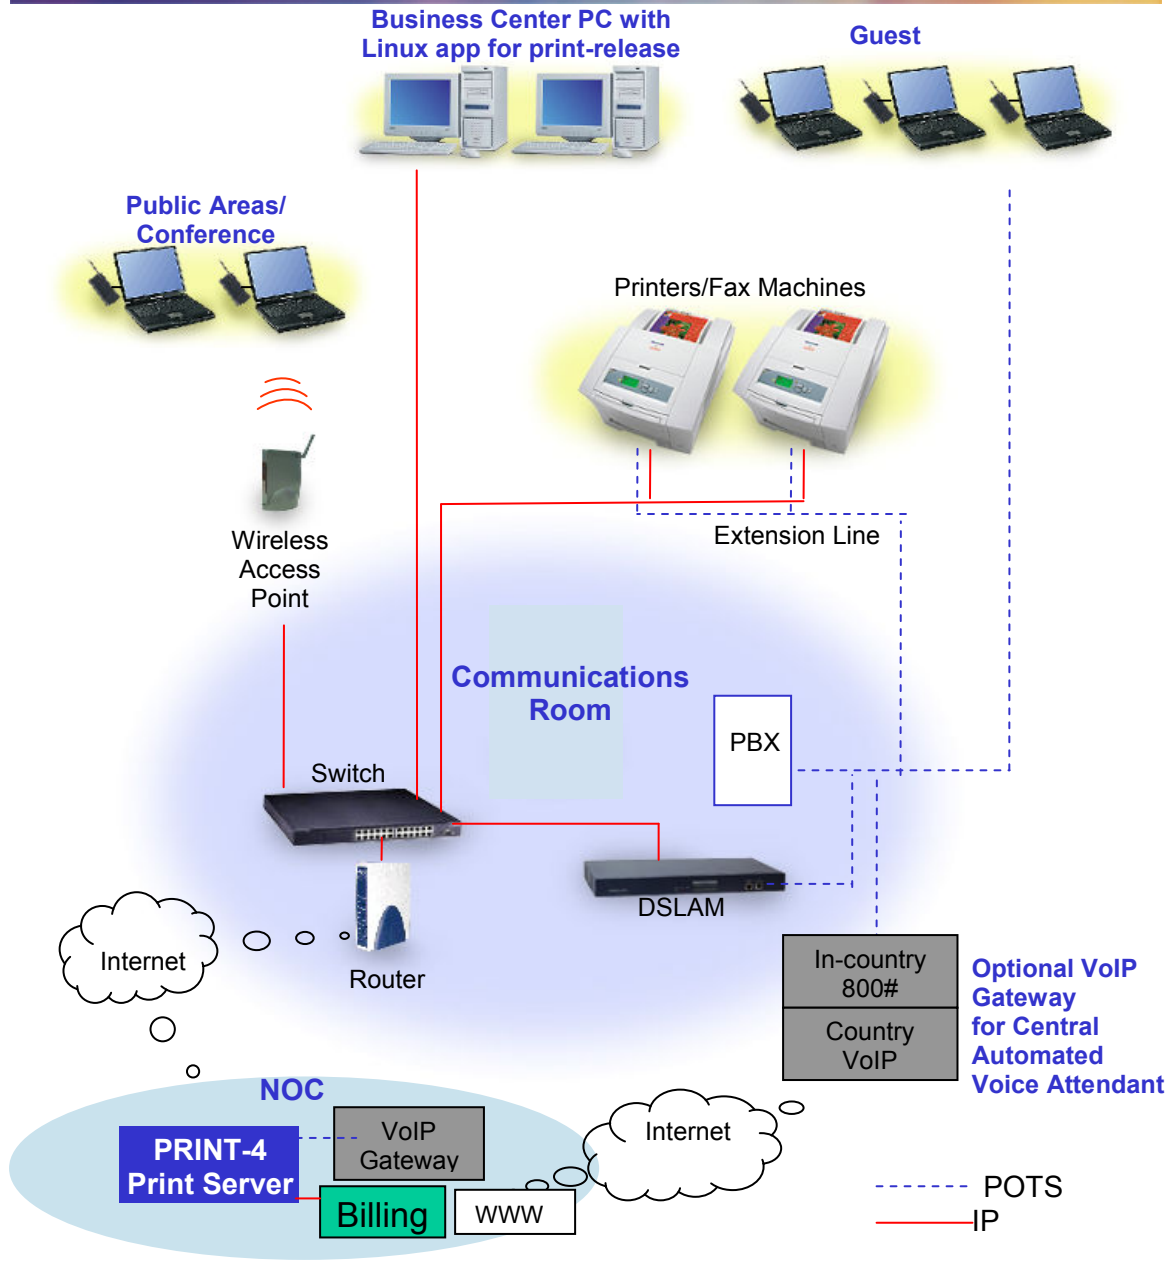 Business Center PC with
Linux app for print-release
Guest
Public Areas/
Conference
Printers/Fax Machines
Extension Line
Wireless
Access
Point
Communications
Room
PBX
Switch
DSLAM
Internet
Router
In-country
800#
Country
VoIP
Optional VoIP
Gateway
for Central
Automated
Voice Attendant
NOC
PRINT-4
Print Server
VoIP
Gateway
Internet
Billing
WWW
POTS
IP